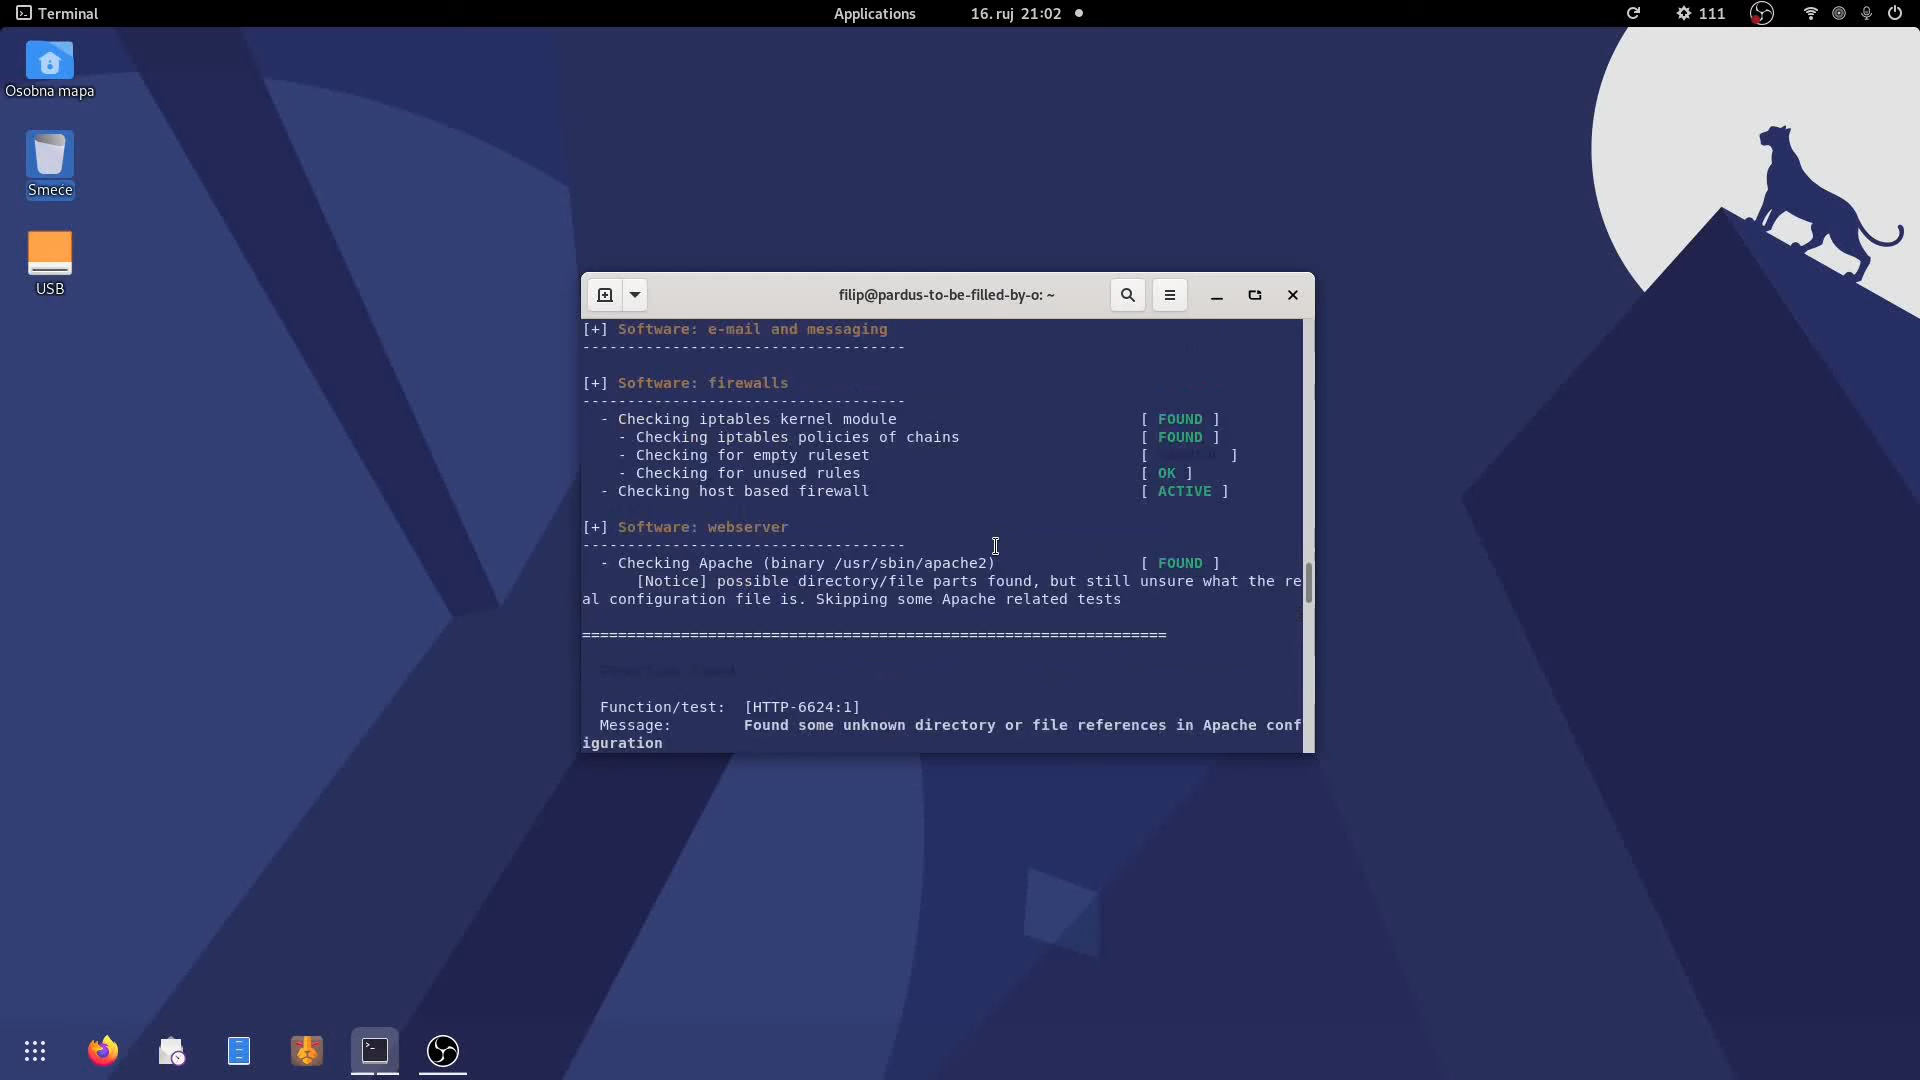 Terminal
Applications
16. ruj 21:02
111
Osobna mapa
Smeće
USB
filip@pardus-to-be-filled-by-o: ~
[+] Software: e-mail and messaging
------------------------------------
[+] Software: firewalls
------------------------------------
- Checking iptables kernel module [ FOUND ]
- Checking iptables policies of chains [ FOUND ]
- Checking for empty ruleset [ ]
- Checking for unused rules [ OK ]
- Checking host based firewall [ ACTIVE ]
[+] Software: webserver
------------------------------------
- Checking Apache (binary /usr/sbin/apache2) [ FOUND ]
[Notice] possible directory/file parts found, but still unsure what the re
al configuration file is. Skipping some Apache related tests
=================================================================
Function/test: [HTTP-6624:1]
Message: Found some unknown directory or file references in Apache conf
iguration